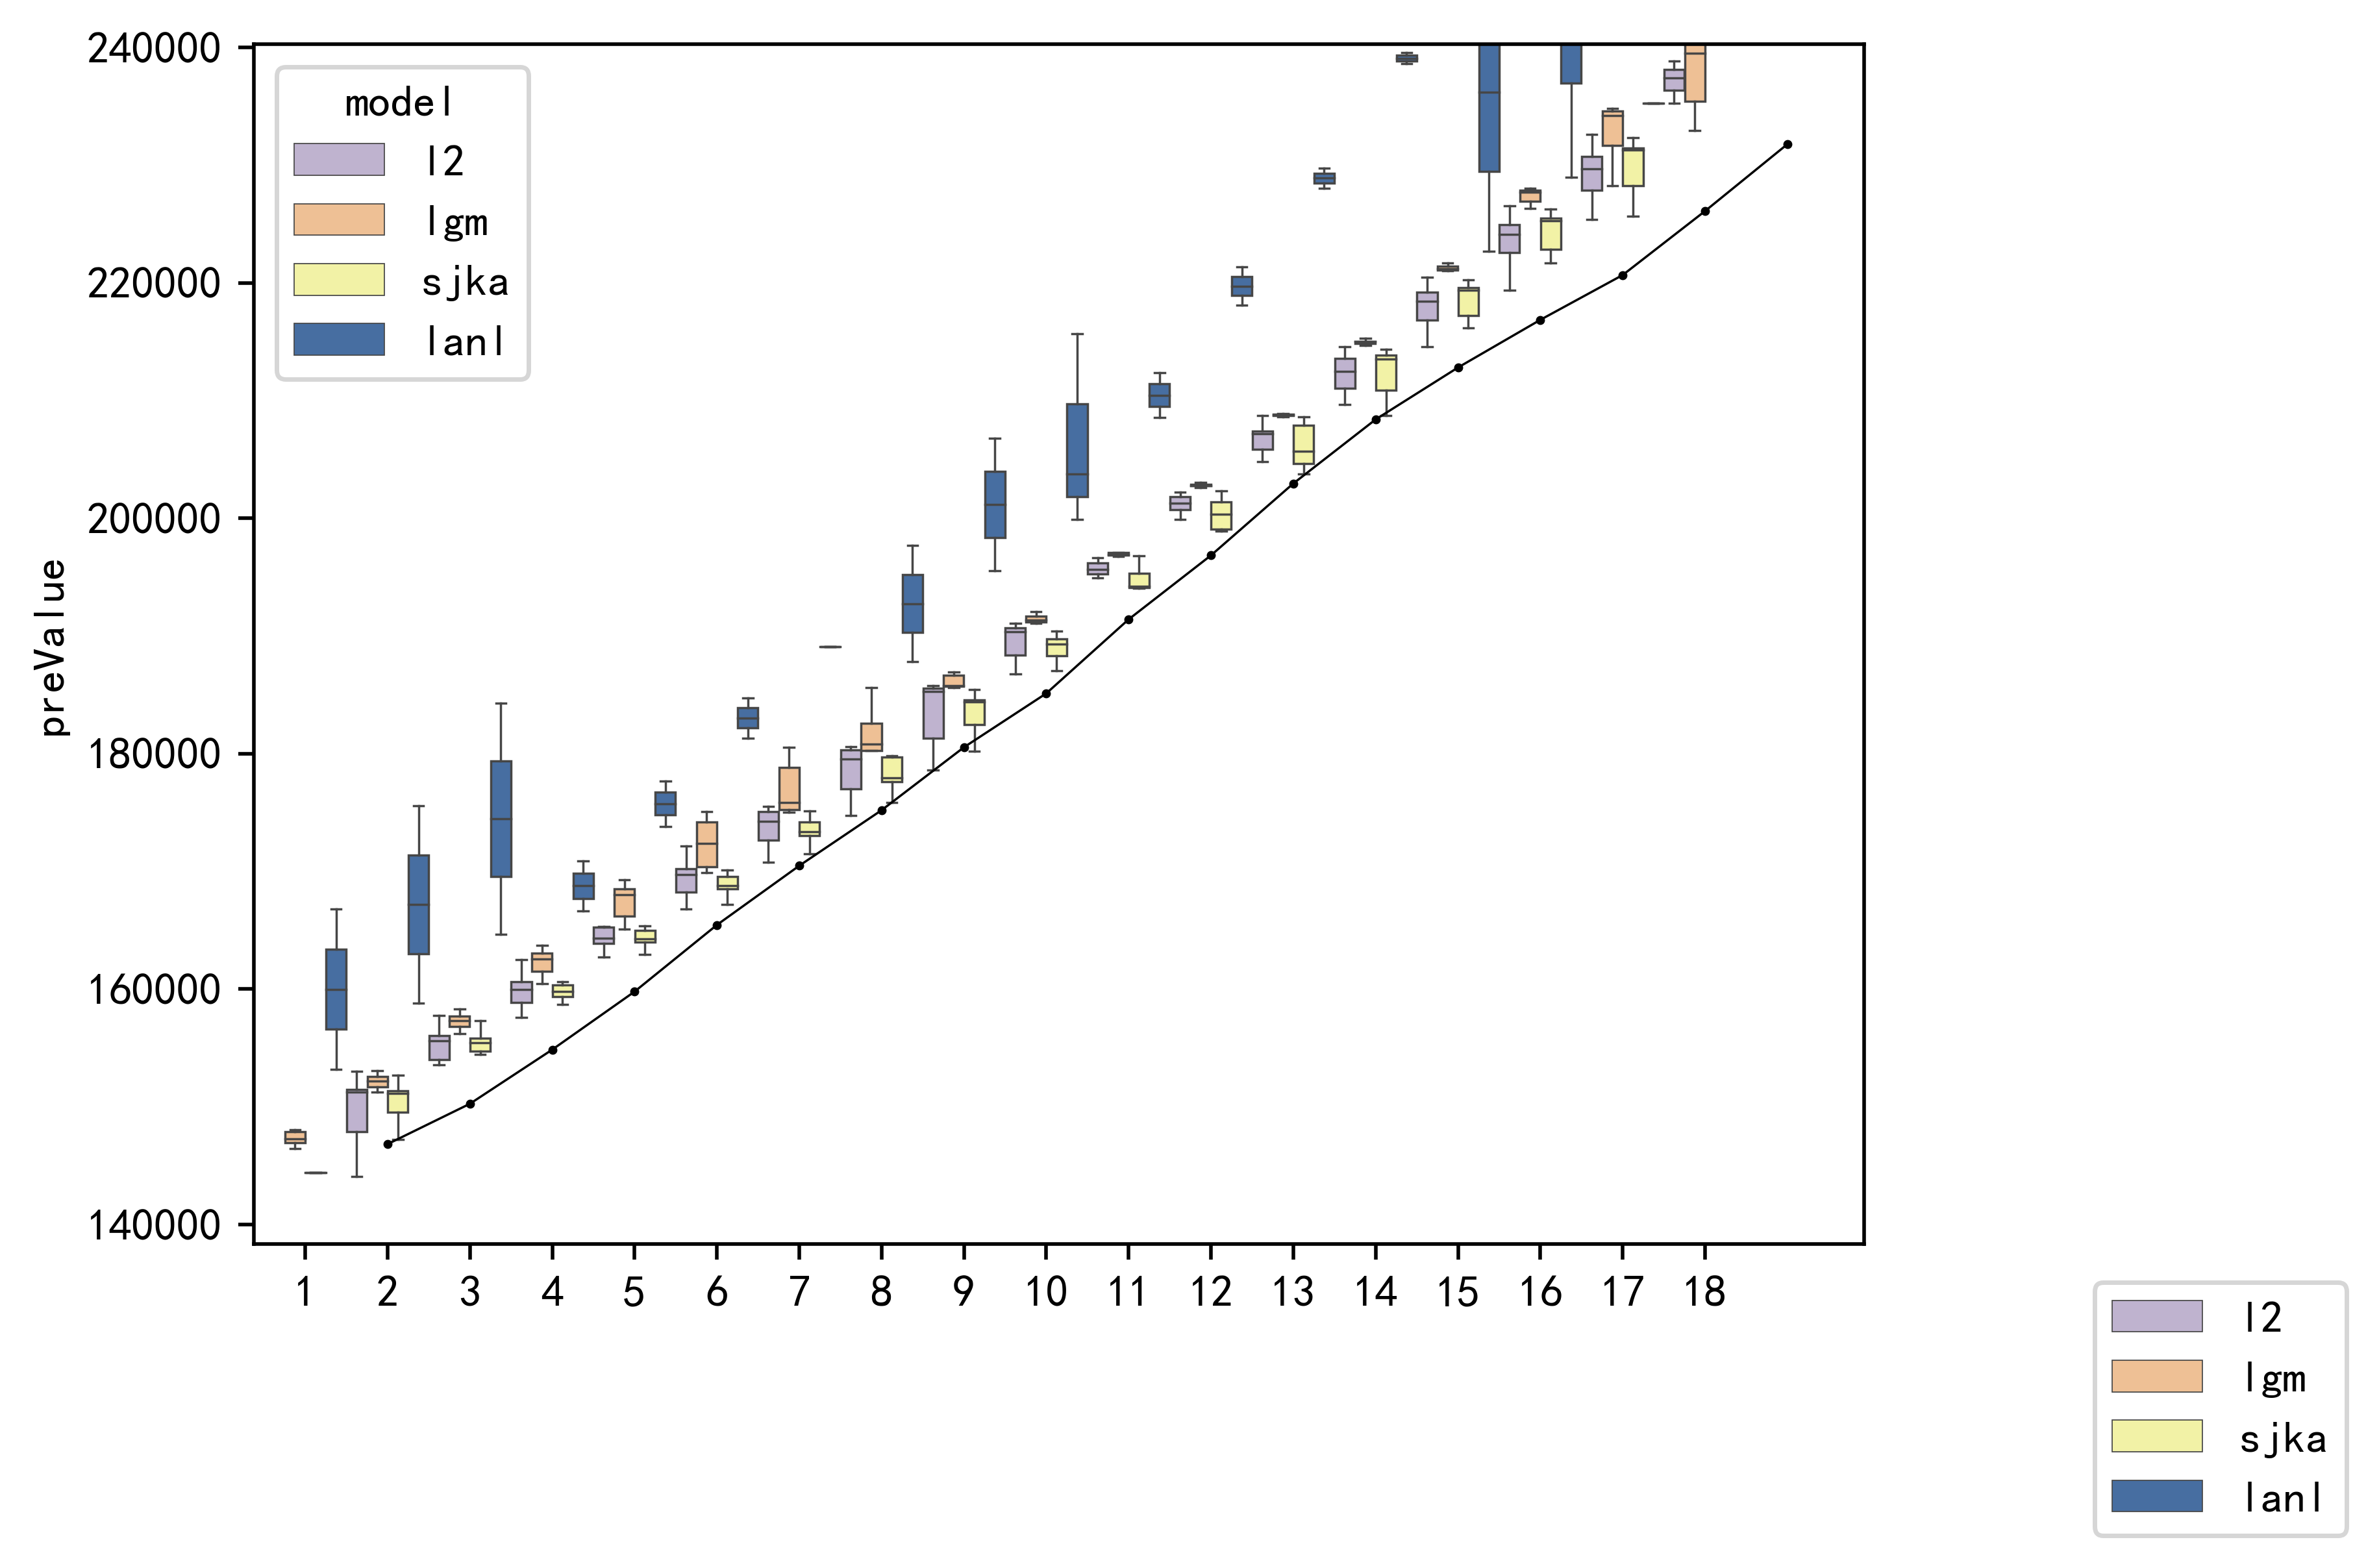 240000
220000
200000
180000
160000
140000
preValue
model
l2
lgm
sjka
lanl
1 2 3 4 5 6 7 8 9 10 11 12 13 14 15 16 17 18
l2
lgm
sjka
lanl